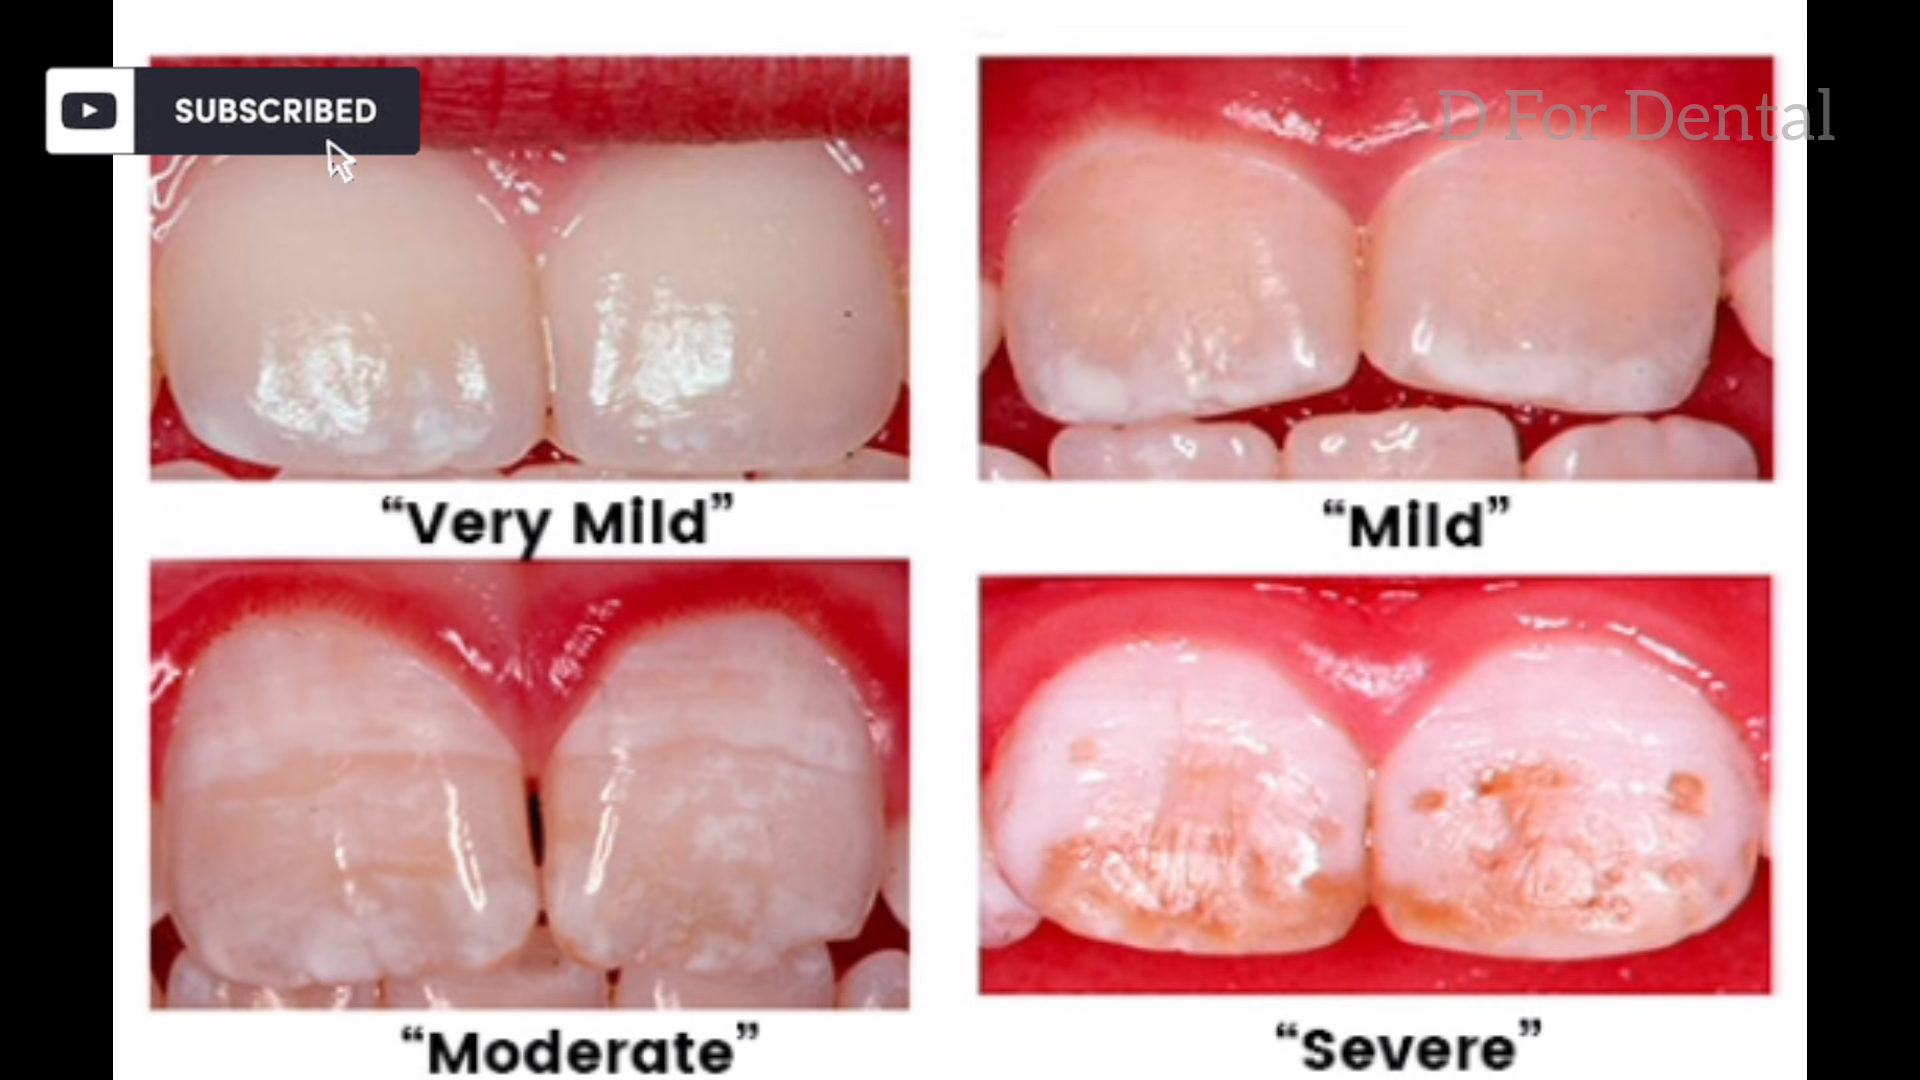 SUBSCRIBED
D For Dental
“Very Mild”
“Mild”
“Moderate”
“Severe”